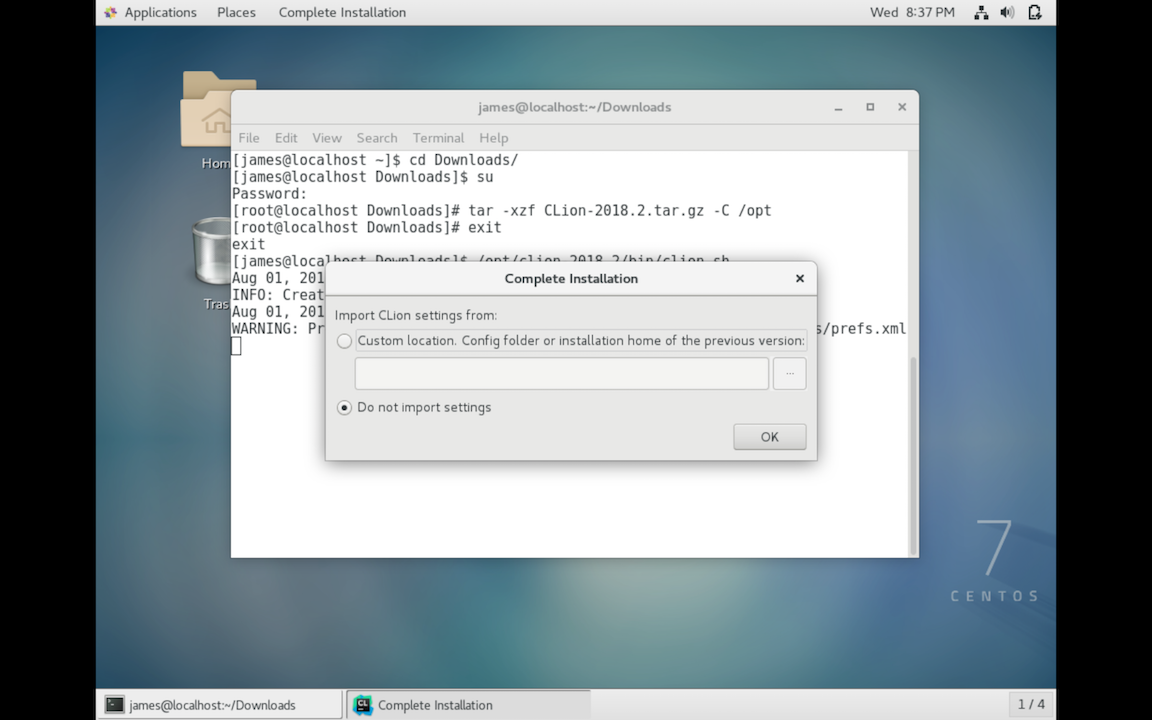 Applications Places Complete Installation Wed 8:37 PM
james@localhost:~/Downloads
File Edit View Search Terminal Help
Hom
[james@localhost ~]$ cd Downloads/
[james@localhost Downloads]$ su
Password:
[root@localhost Downloads]# tar -xzf CLion-2018.2.tar.gz -C /opt
[root@localhost Downloads]# exit
exit
[james@localhost Downloads]$ /opt/clion-2018.2/bin/clion.sh
Aug 01, 201
INFO: Creat
Aug 01, 201
WARNING: Pr s/prefs.xml
Tras
Complete Installation
Import CLion settings from:
Custom location. Config folder or installation home of the previous version:
...
Do not import settings
OK
7
CENTOS
james@localhost:~/Downloads
CL Complete Installation
1 / 4